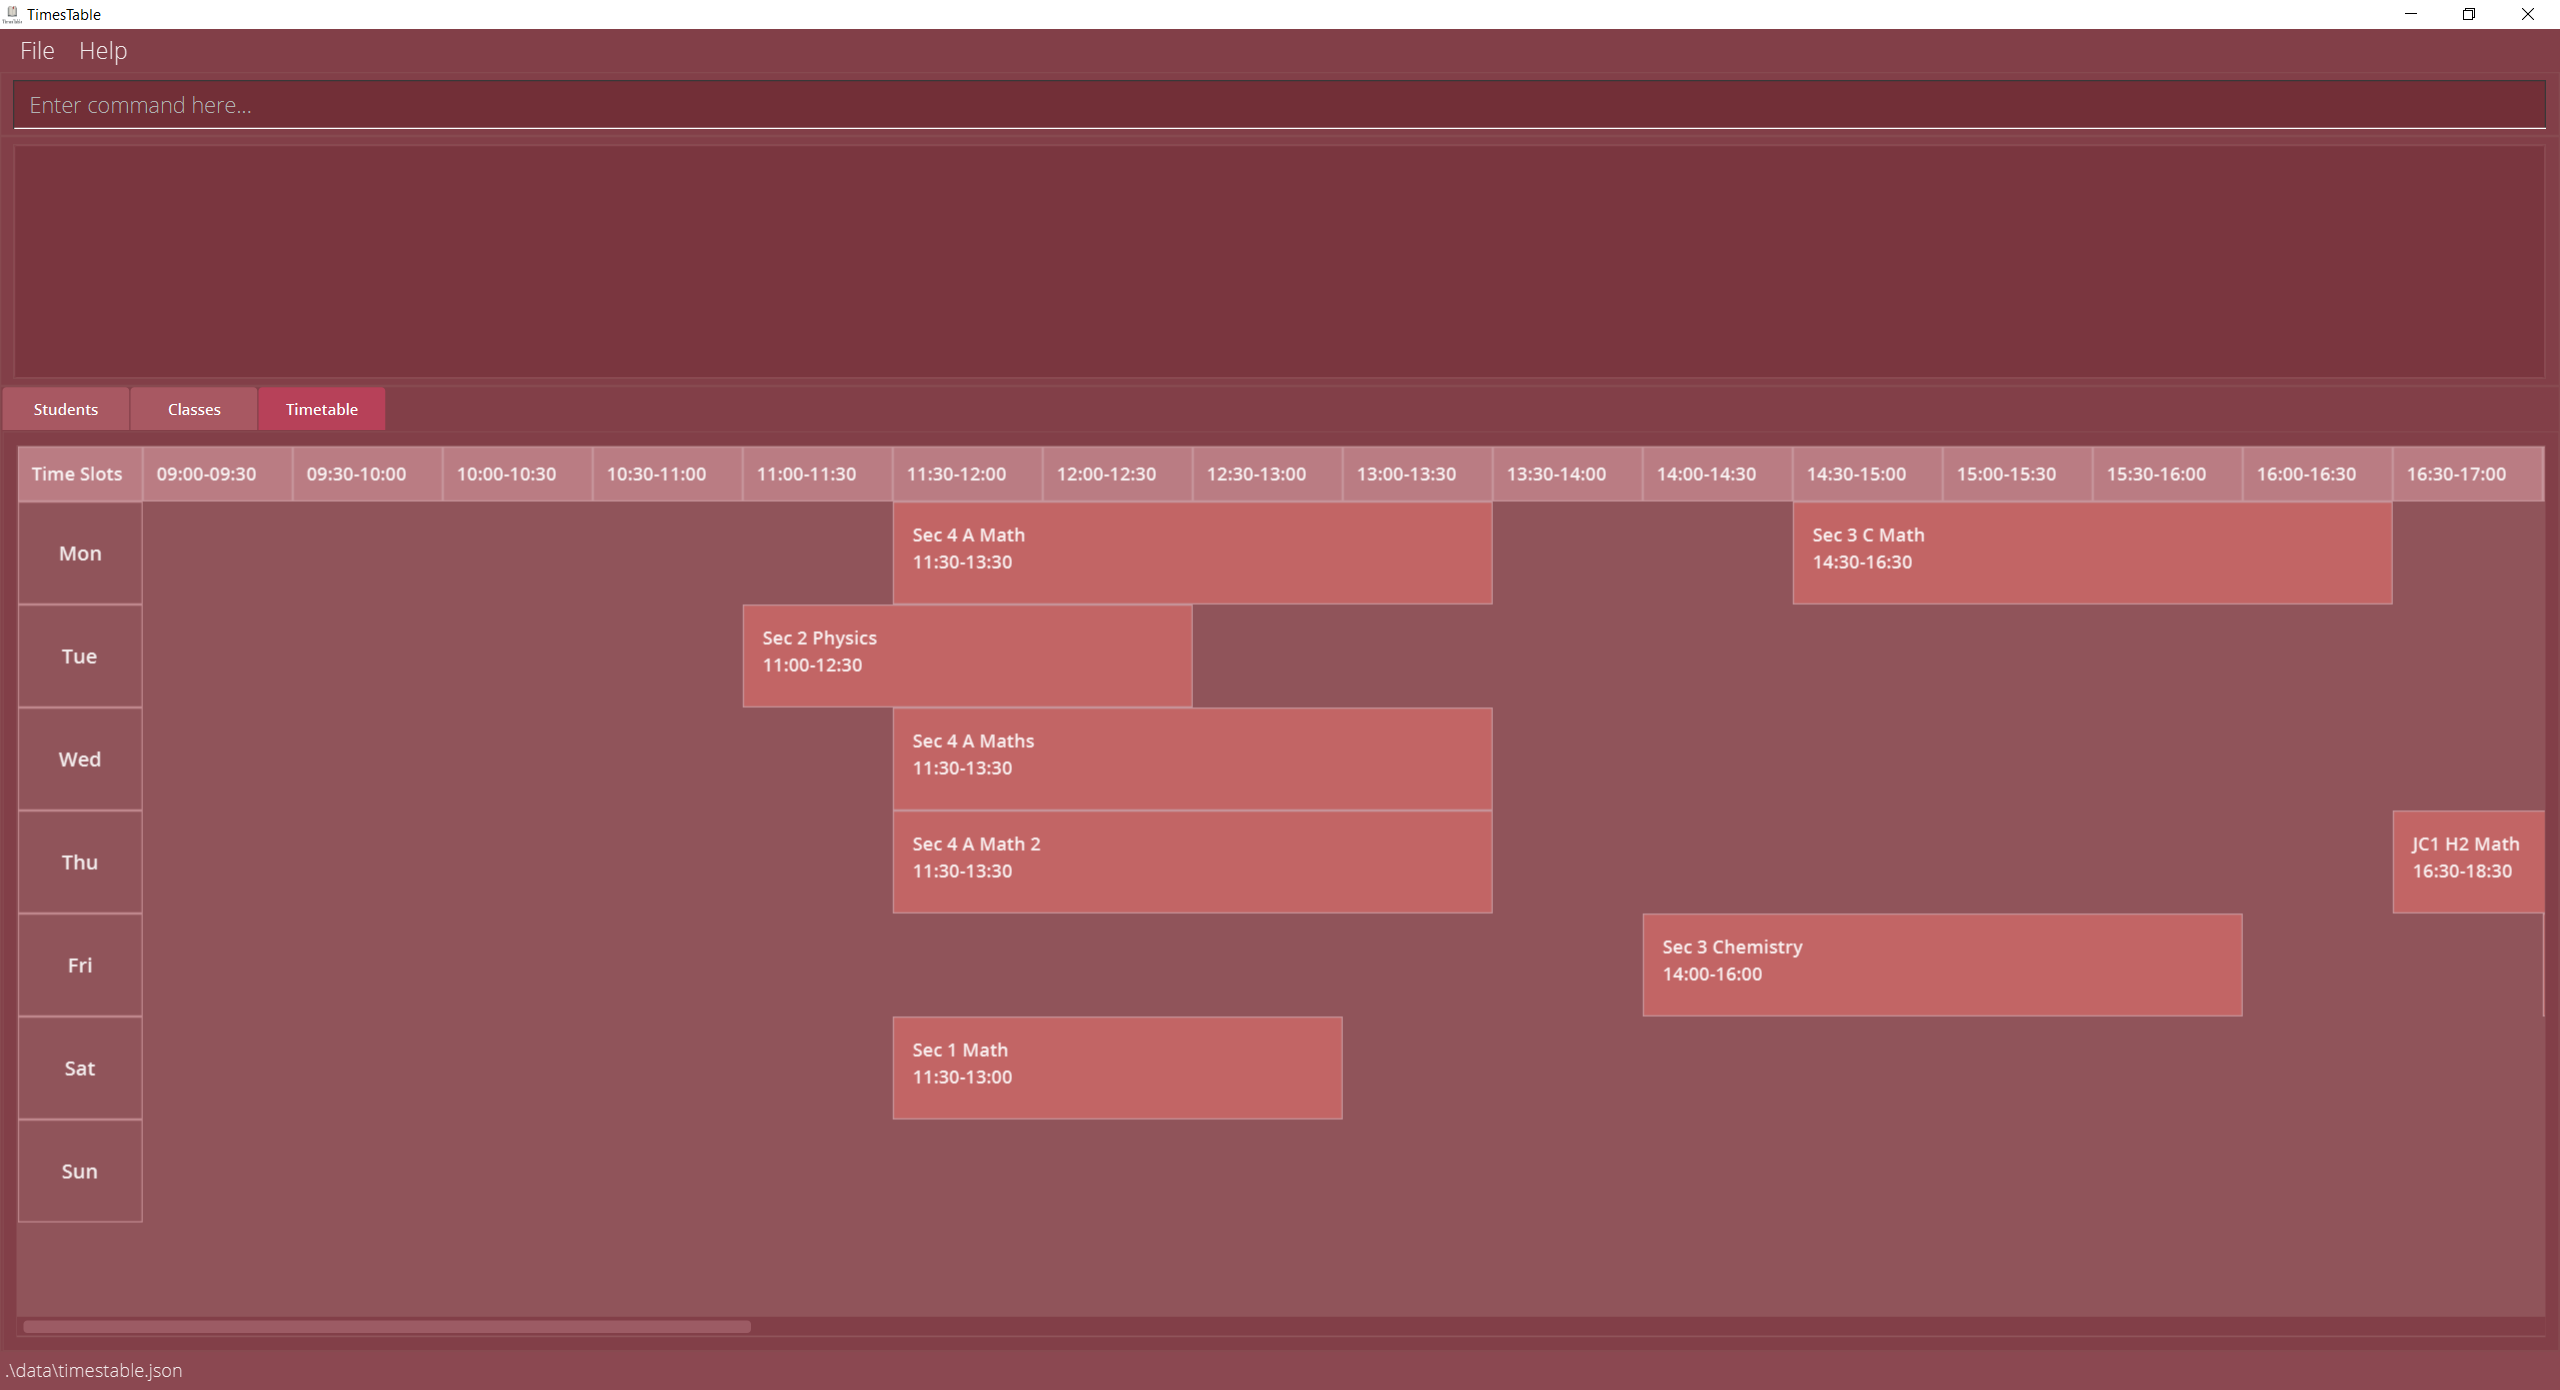 TimesTable
File Help
Enter command here...
Students Classes Timetable
Time Slots 09:00-09:30 09:30-10:00 10:00-10:30 10:30-11:00 11:00-11:30 11:30-12:00 12:00-12:30 12:30-13:00 13:00-13:30 13:30-14:00 14:00-14:30 14:30-15:00 15:00-15:30 15:30-16:00 16:00-16:30 16:30-17:00
Mon
Sec 4 A Math
11:30-13:30
Sec 3 C Math
14:30-16:30
Tue
Sec 2 Physics
11:00-12:30
Wed
Sec 4 A Maths
11:30-13:30
Thu
Sec 4 A Math 2
11:30-13:30
JC1 H2 Math
16:30-18:30
Fri
Sec 3 Chemistry
14:00-16:00
Sat
Sec 1 Math
11:30-13:00
Sun
.\data\timestable.json